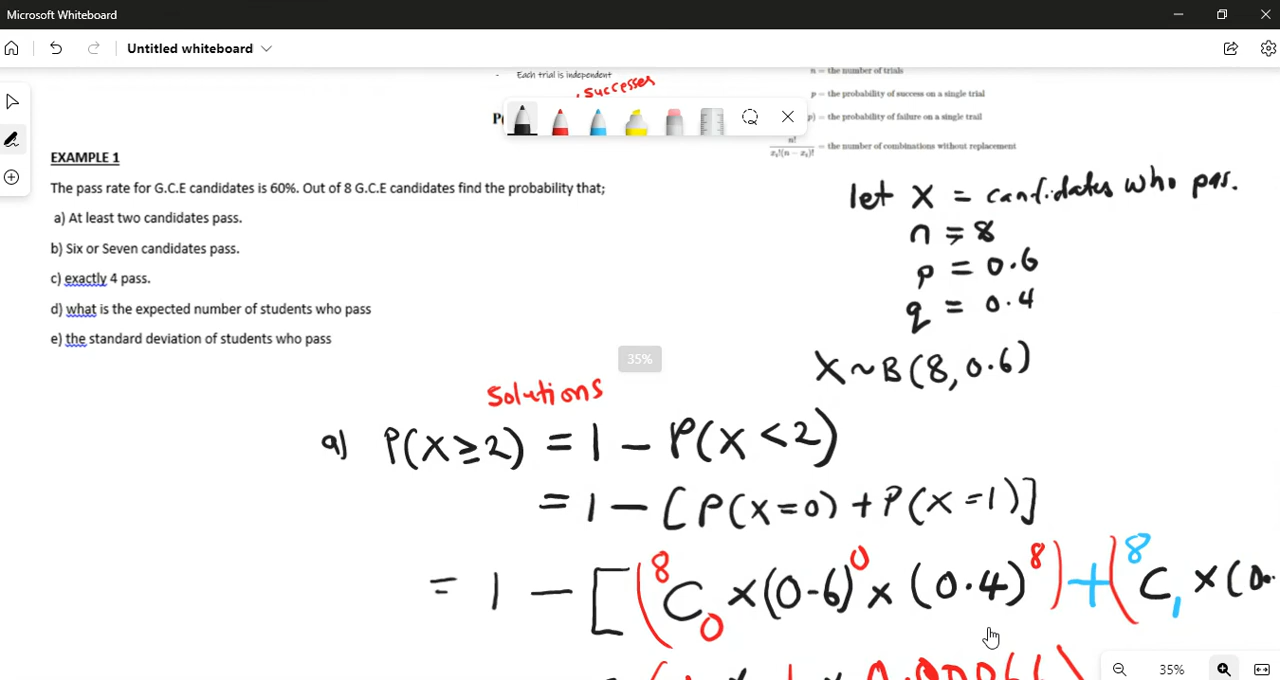 Microsoft Whiteboard
Untitled whiteboard
- Each trial is independent
successes
n = the number of trials
p = the probability of success on a single trial
p) = the probability of failure on a single trail
n!
x₁!(n − x₁)! = the number of combinations without replacement
EXAMPLE 1
The pass rate for G.C.E candidates is 60%. Out of 8 G.C.E candidates find the probability that;
a) At least two candidates pass.
b) Six or Seven candidates pass.
c) exactly 4 pass.
d) what is the expected number of students who pass
e) the standard deviation of students who pass
let X = candidates who pas.
n = 8
p = 0.6
q = 0.4
X ~ B(8, 0.6)
35%
Solutions
a) P(X ≥ 2) = 1 − P(X < 2)
= 1 − [P(X = 0) + P(X = 1)]
= 1 − [(⁸C₀ × (0.6)⁰ × (0.4)⁸) + (⁸C₁ × (0.
35%